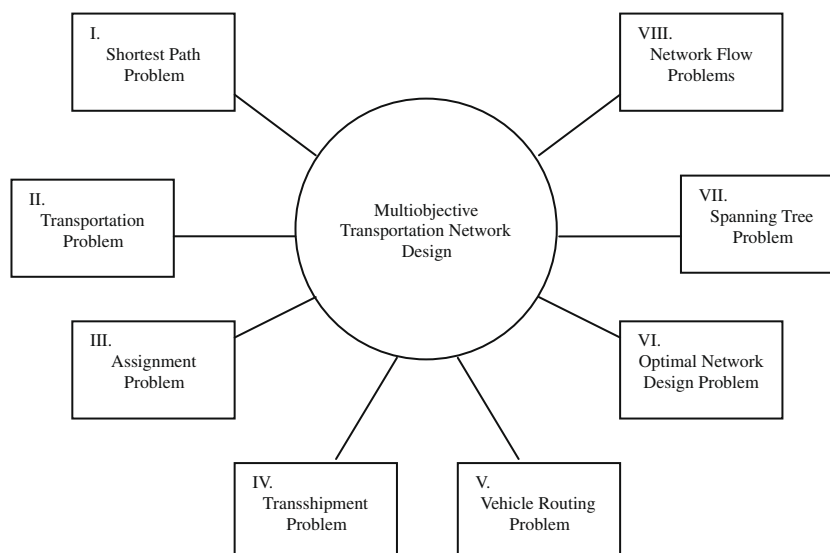 I.
Shortest Path
Problem
II.
Transportation
Problem
III.
Assignment
Problem
IV.
Transshipment
Problem
V.
Vehicle Routing
Problem
VI.
Optimal Network
Design Problem
VII.
Spanning Tree
Problem
VIII.
Network Flow
Problems
Multiobjective
Transportation Network
Design